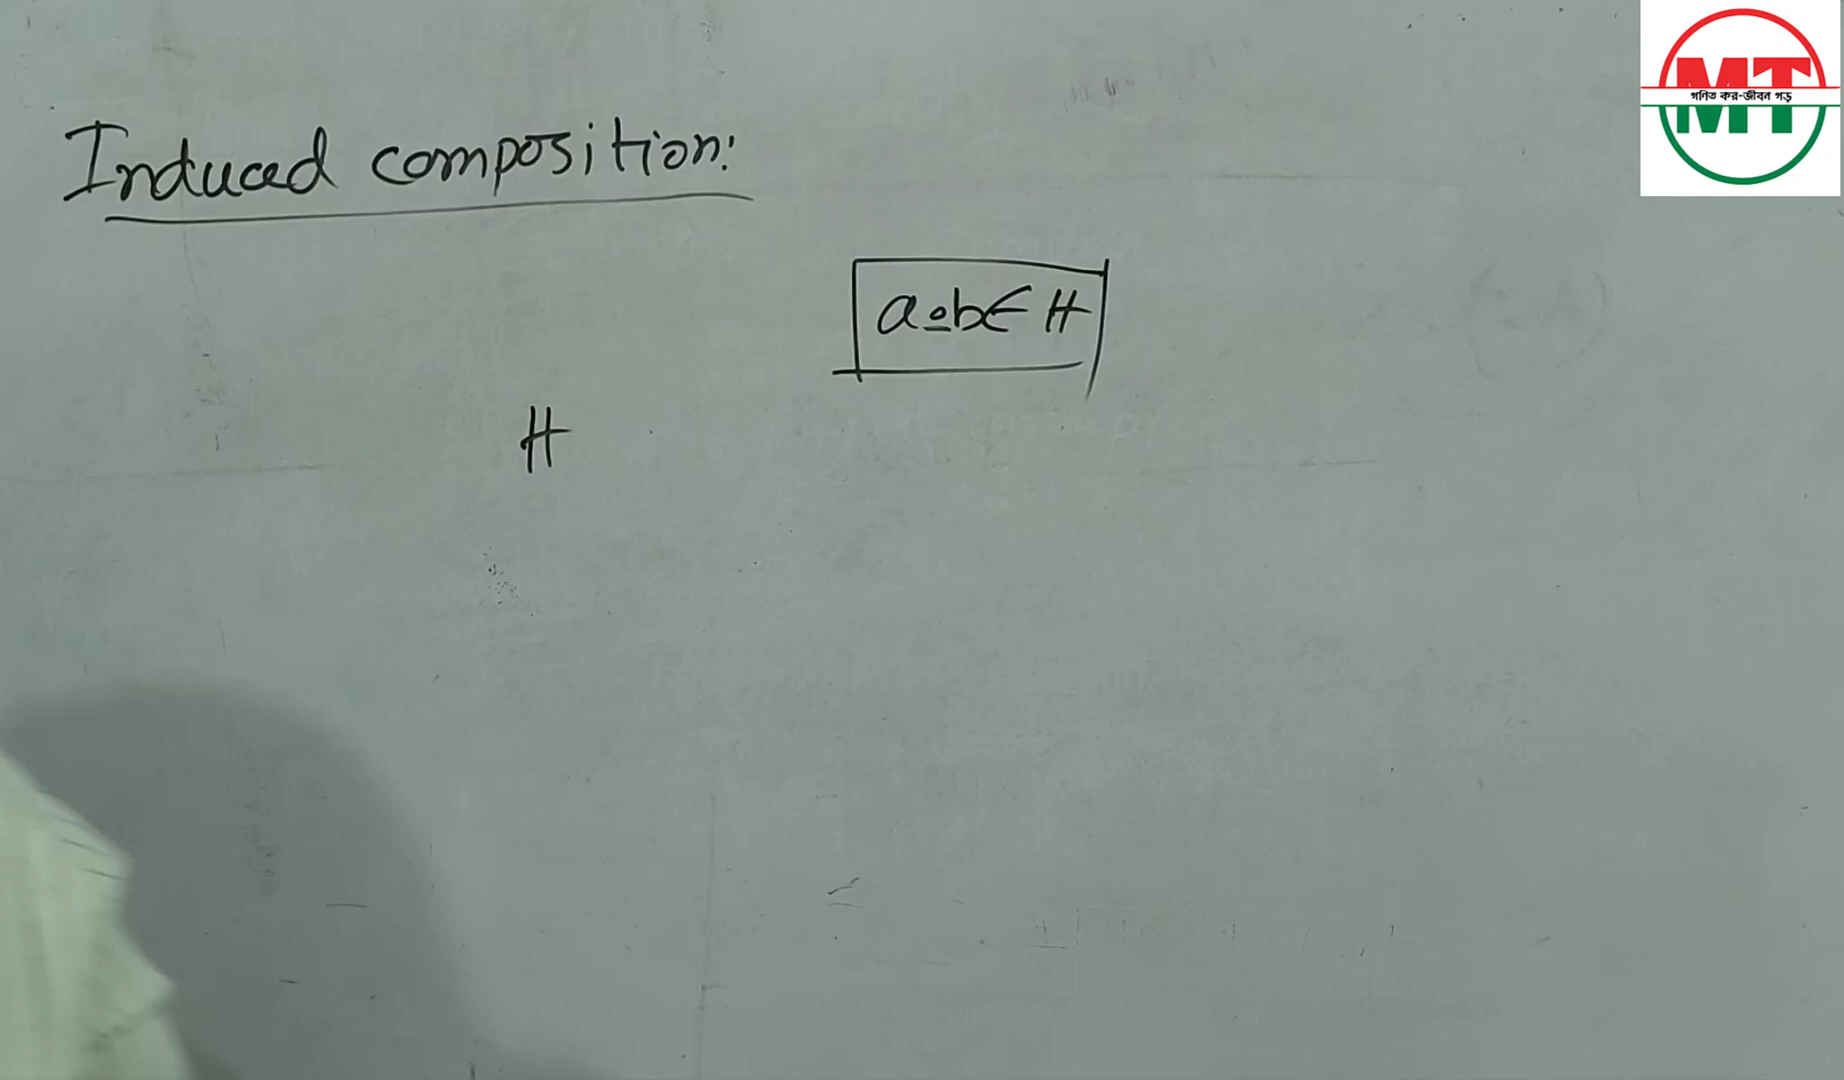 Induced composition:
a∘b∈H
H
MT
গণিত কর-জীবন গড়